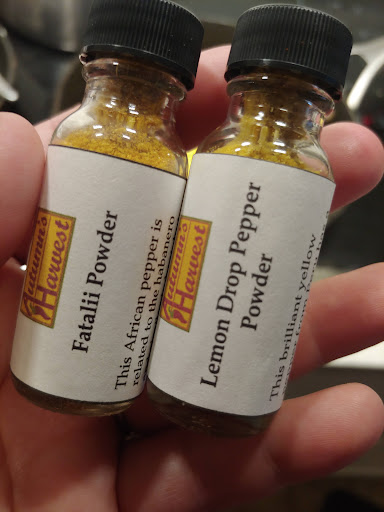 Autumn's
Harvest
Fatalii Powder
This African pepper is
related to the habanero
Autumn's
Harvest
Lemon Drop Pepper
Powder
This brilliant yellow